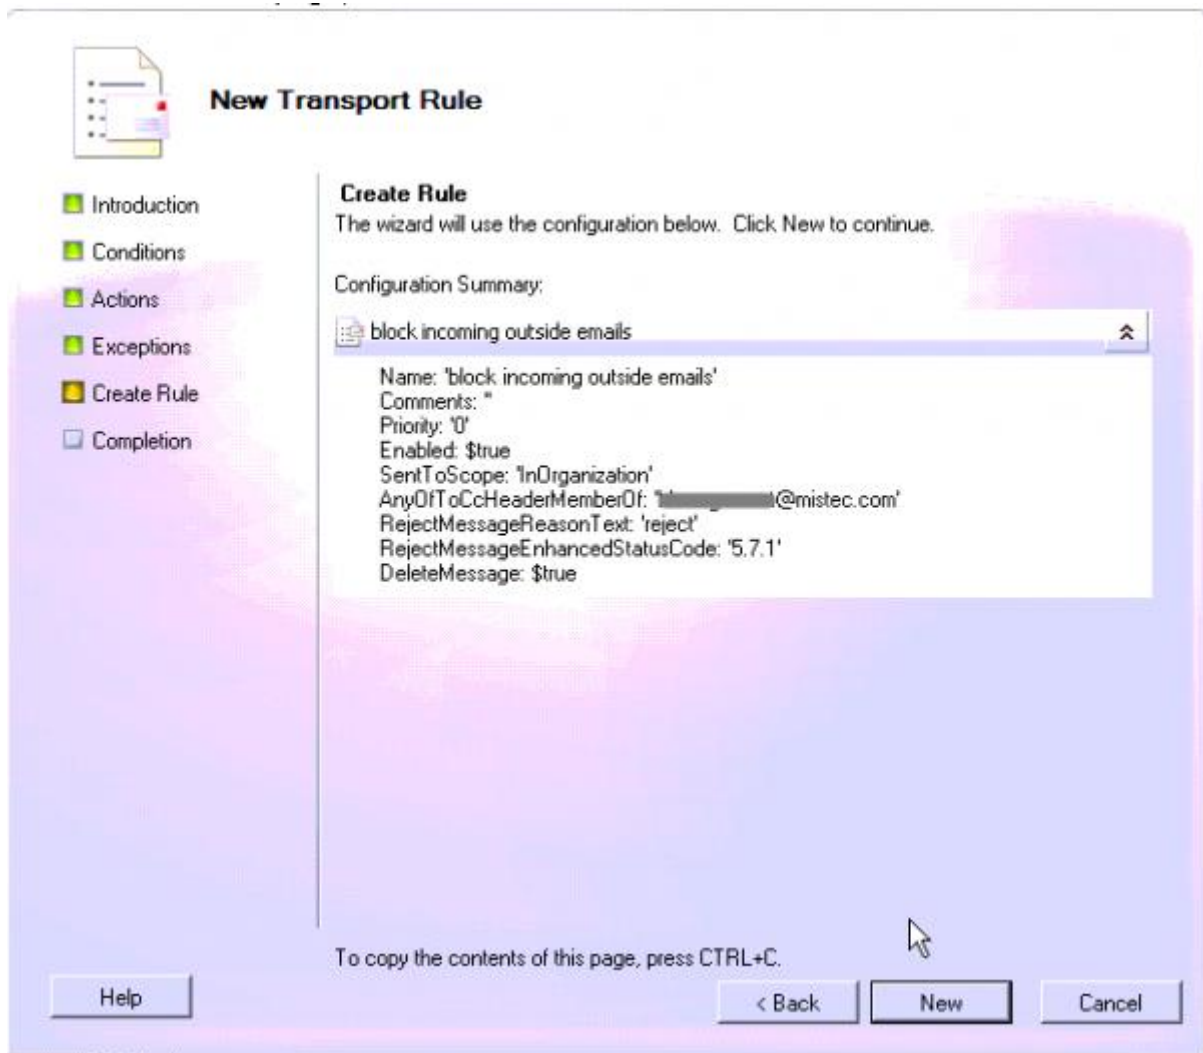 New Transport Rule
Introduction
Conditions
Actions
Exceptions
Create Rule
Completion
Create Rule
The wizard will use the configuration below. Click New to continue.
Configuration Summary:
block incoming outside emails
Name: 'block incoming outside emails'
Comments: ''
Priority: '0'
Enabled: $true
SentToScope: 'InOrganization'
AnyOfToCcHeaderMemberOf: ' @mistec.com'
RejectMessageReasonText: 'reject'
RejectMessageEnhancedStatusCode: '5.7.1'
DeleteMessage: $true
To copy the contents of this page, press CTRL+C.
Help
< Back
New
Cancel